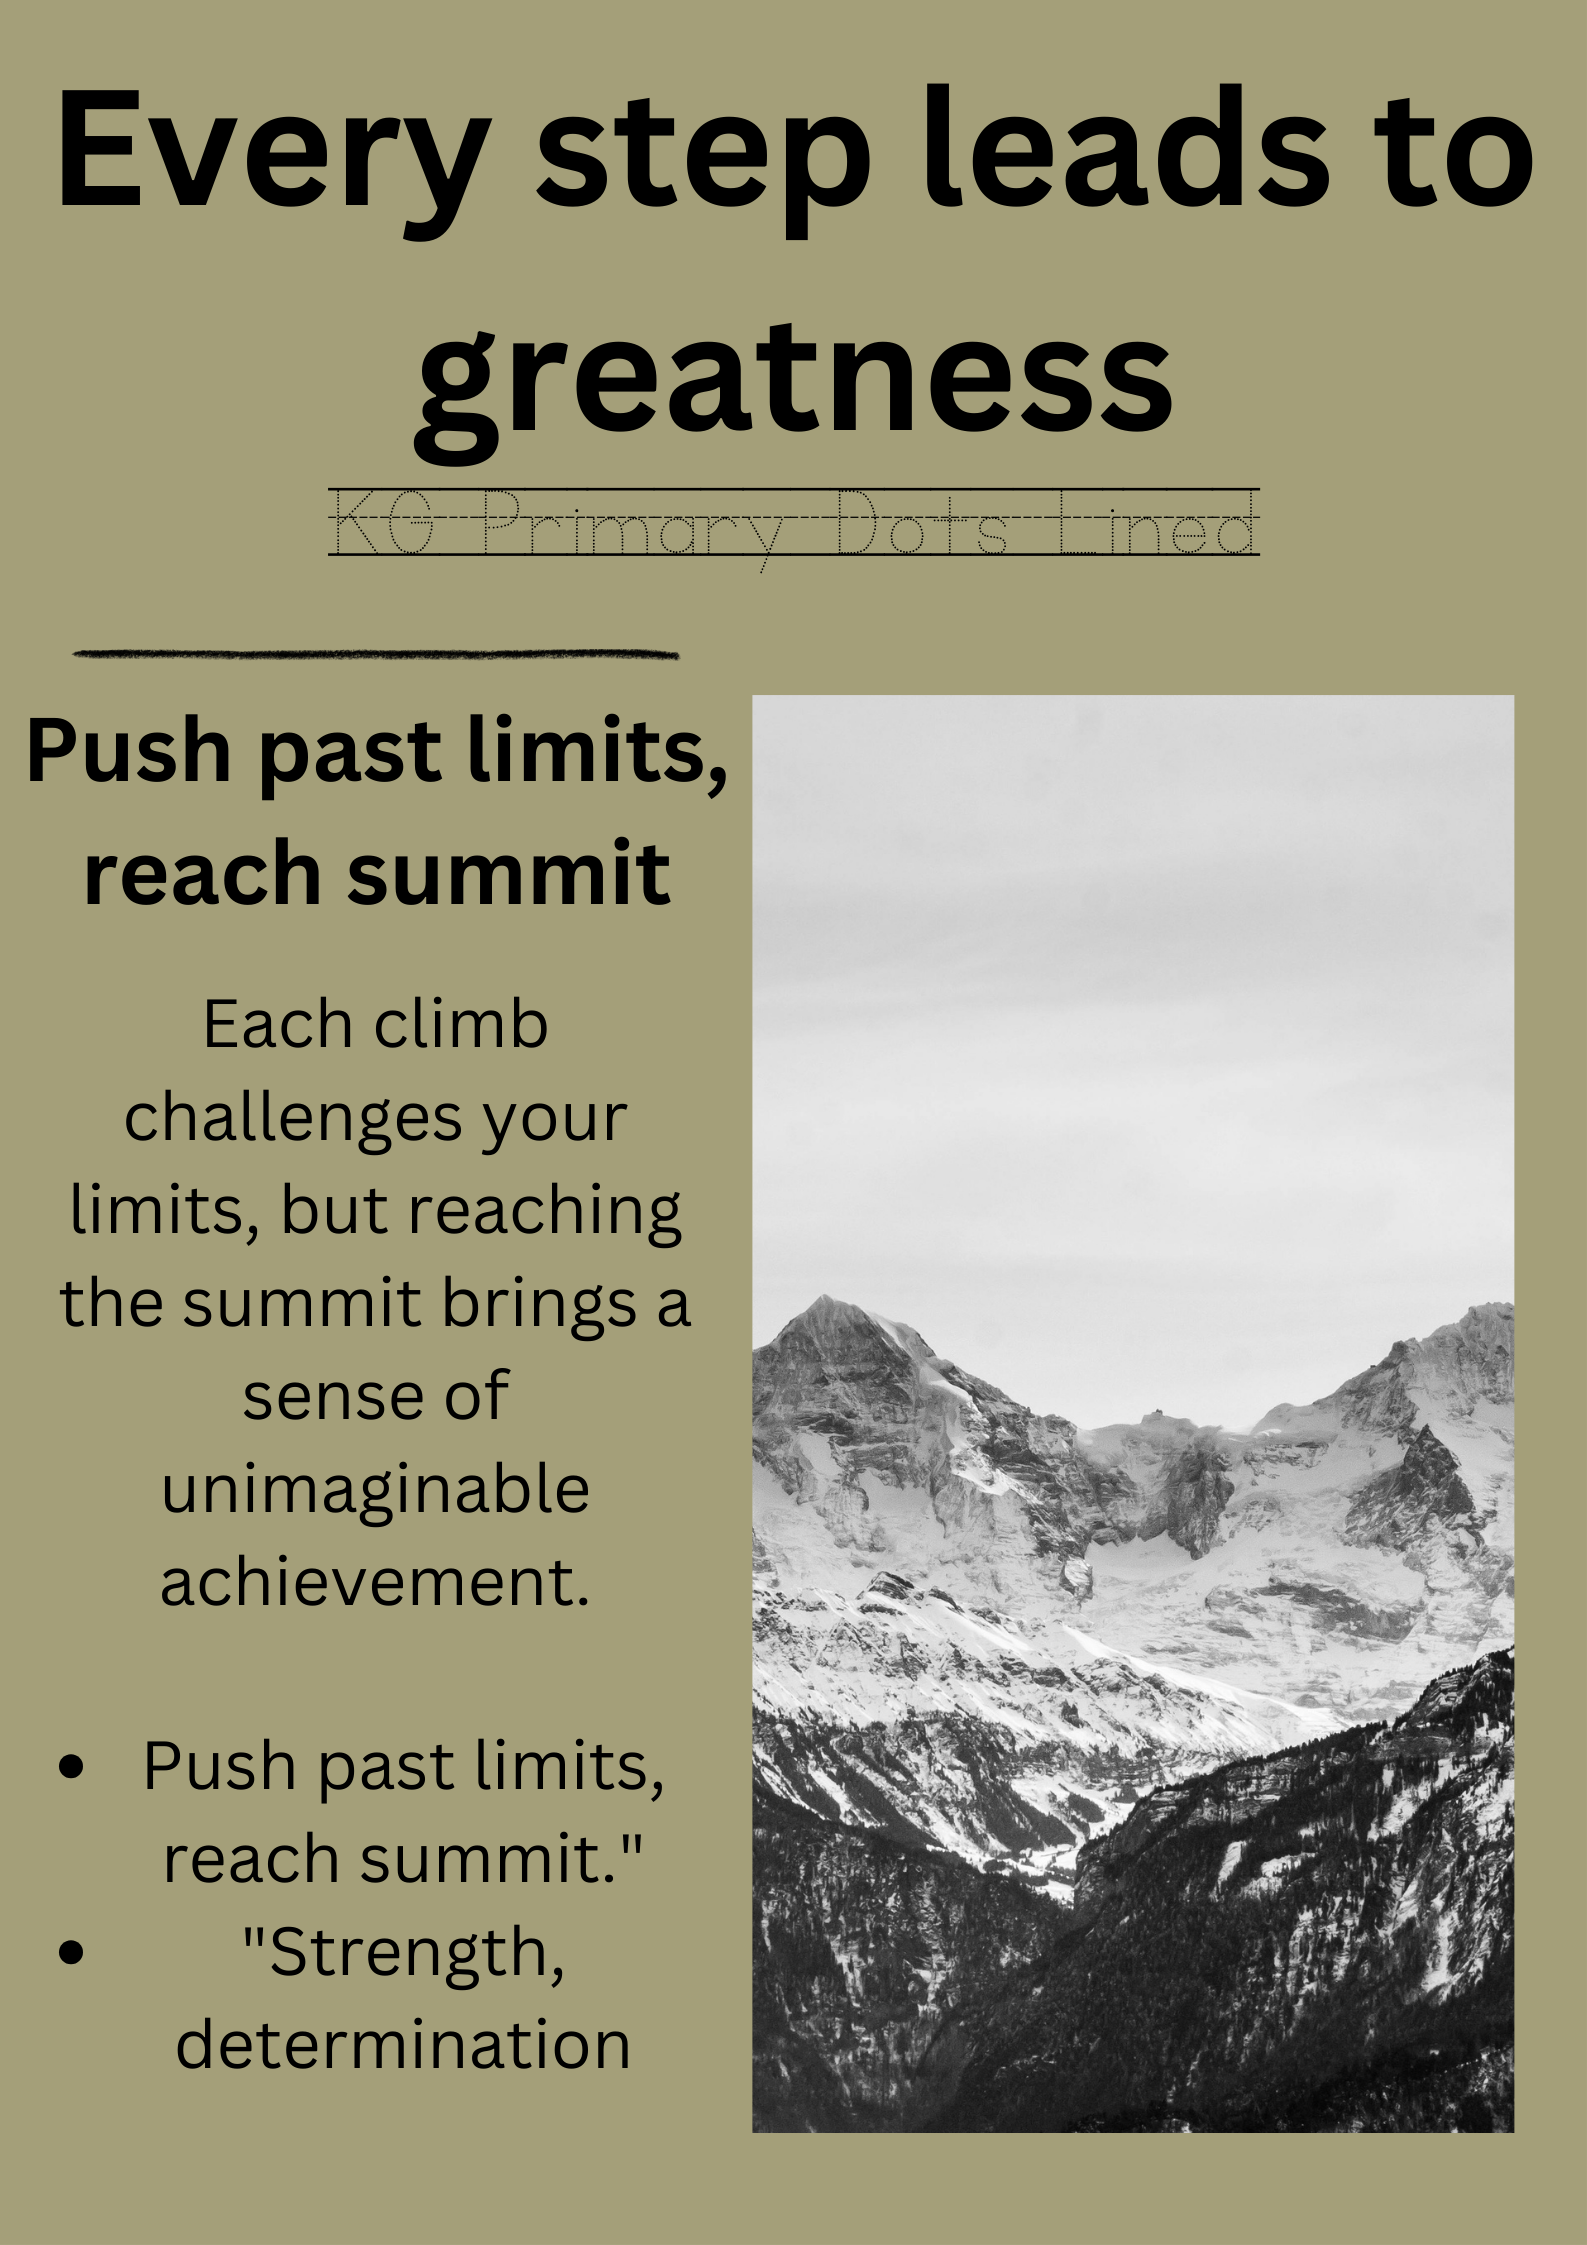 Every step leads to
greatness
KG Primary Dots Lined
Push past limits,
reach summit
Each climb
challenges your
limits, but reaching
the summit brings a
sense of
unimaginable
achievement.
• Push past limits,
reach summit."
• "Strength,
determination